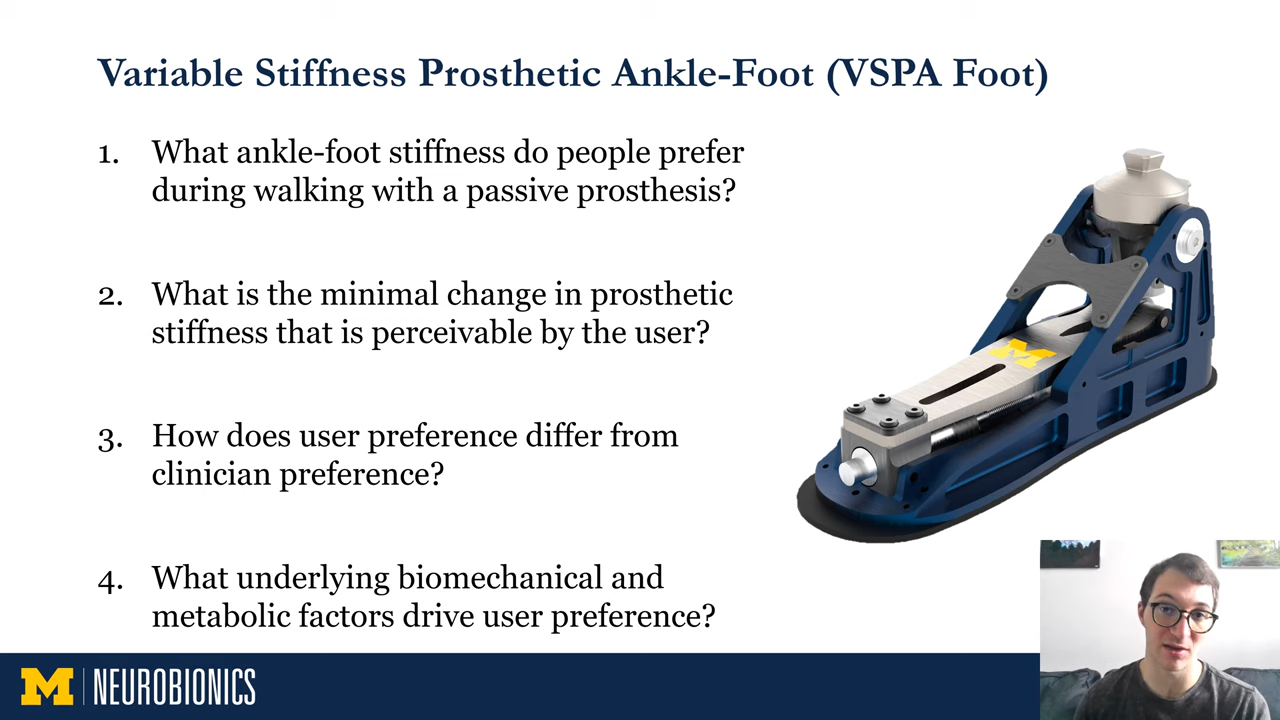 Variable Stiffness Prosthetic Ankle-Foot (VSPA Foot)
1. What ankle-foot stiffness do people prefer
during walking with a passive prosthesis?
2. What is the minimal change in prosthetic
stiffness that is perceivable by the user?
3. How does user preference differ from
clinician preference?
4. What underlying biomechanical and
metabolic factors drive user preference?
M
M NEUROBIONICS